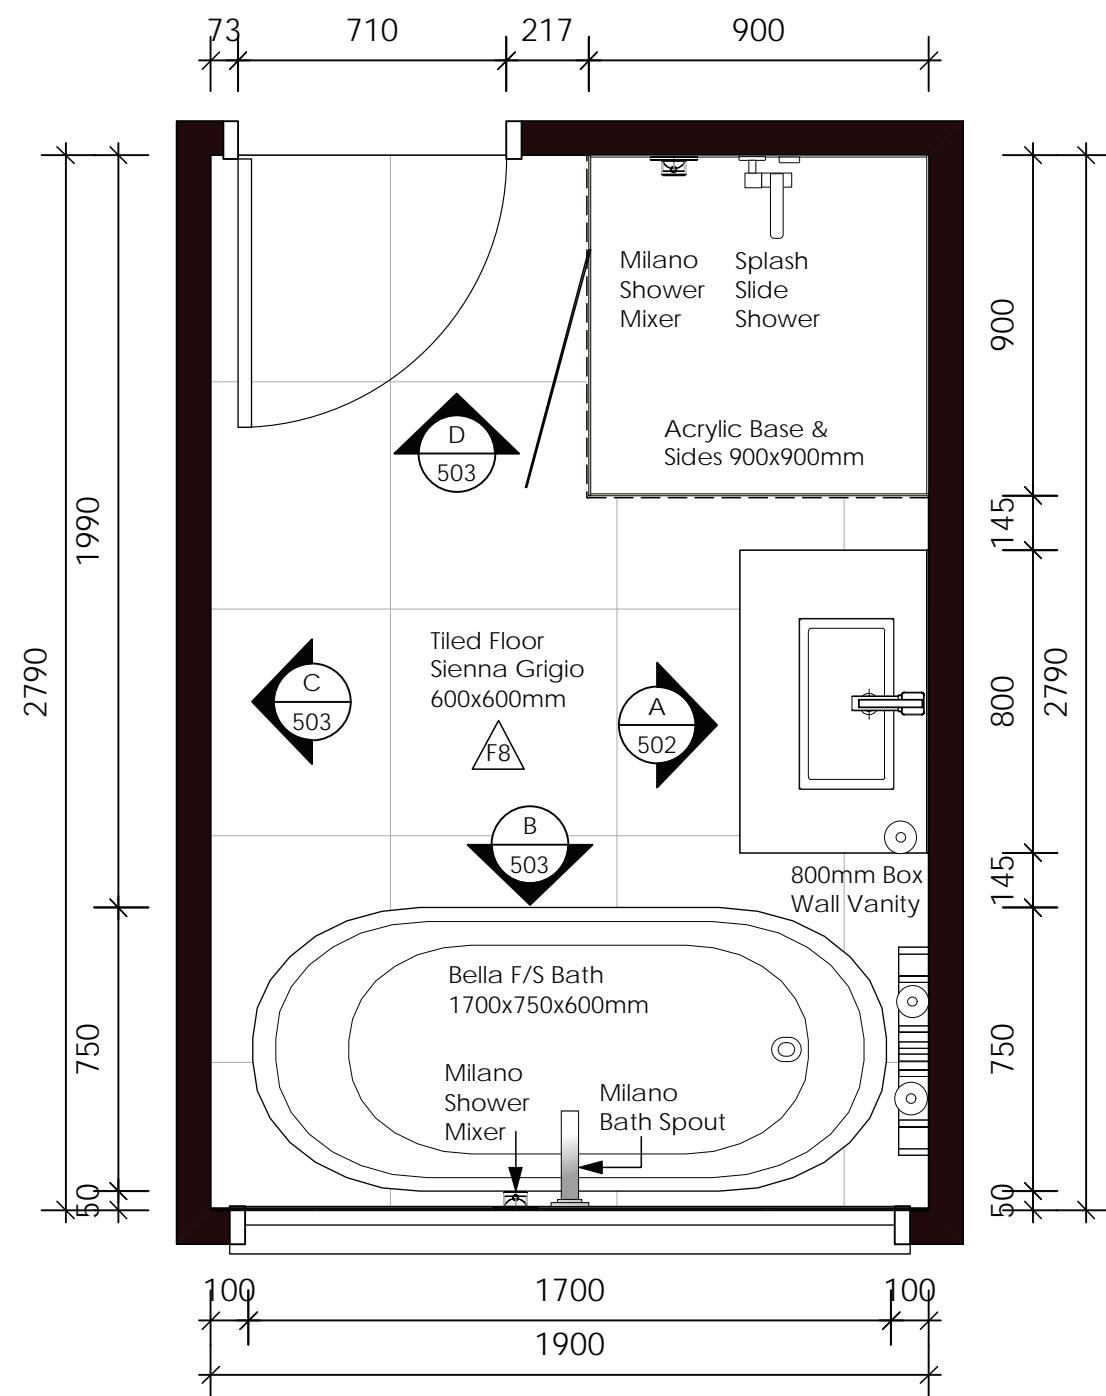 73 710 217 900
Milano
Shower
Mixer
Splash
Slide
Shower
900
Acrylic Base &
Sides 900x900mm
D
503
145
1990
2790
Tiled Floor
Sienna Grigio
600x600mm
F8
C
503
A
502
800
2790
B
503
800mm Box
Wall Vanity
145
Bella F/S Bath
1700x750x600mm
750
750
Milano
Shower
Mixer
Milano
Bath Spout
50
50
100 1700 100
1900